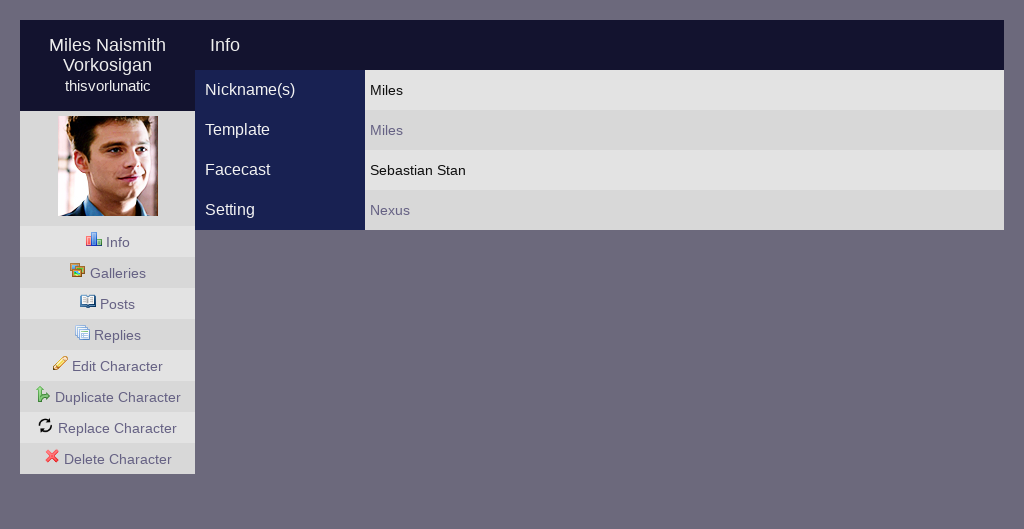 Miles Naismith
Vorkosigan
thisvorlunatic
Info
Galleries
Posts
Replies
Edit Character
Duplicate Character
Replace Character
Delete Character
Info
Nickname(s) Miles
Template Miles
Facecast Sebastian Stan
Setting Nexus